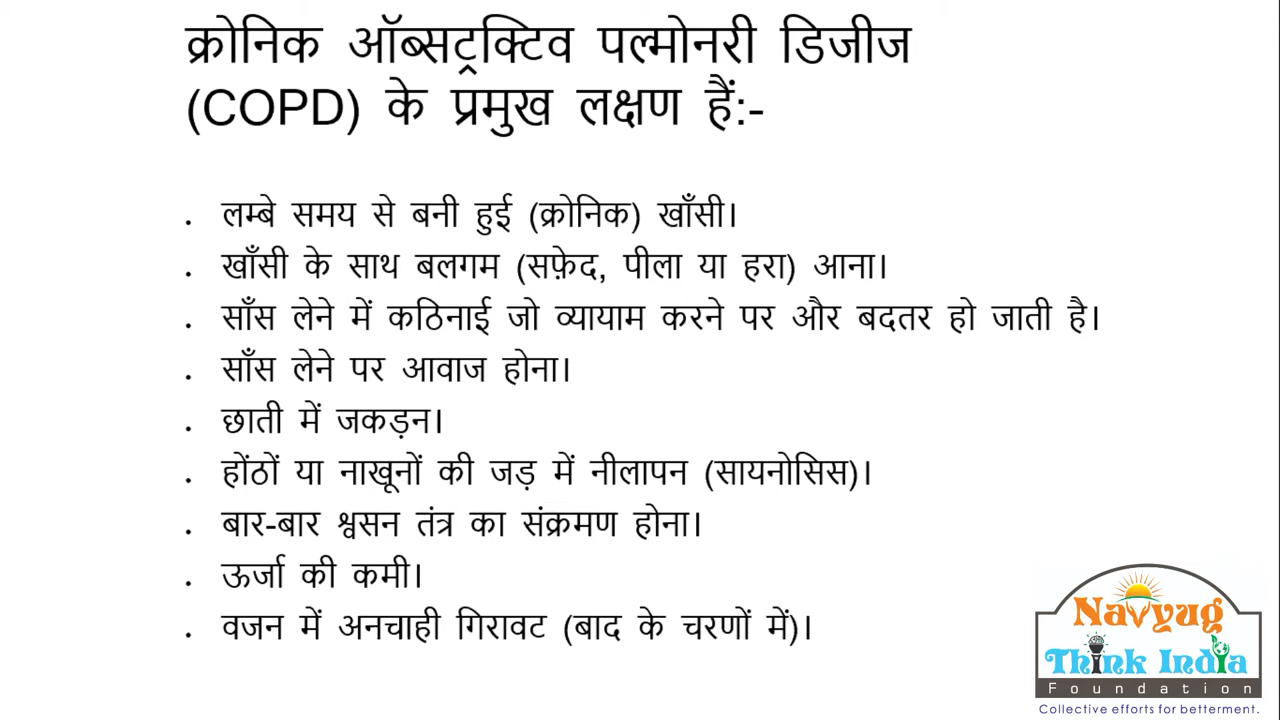 क्रोनिक ऑब्सट्रक्टिव पल्मोनरी डिजीज
(COPD) के प्रमुख लक्षण हैं:-
. लम्बे समय से बनी हुई (क्रोनिक) खाँसी।
. खाँसी के साथ बलगम (सफ़ेद, पीला या हरा) आना।
. साँस लेने में कठिनाई जो व्यायाम करने पर और बदतर हो जाती है।
. साँस लेने पर आवाज होना।
. छाती में जकड़न।
. होंठों या नाखूनों की जड़ में नीलापन (सायनोसिस)।
. बार-बार श्वसन तंत्र का संक्रमण होना।
. ऊर्जा की कमी।
. वजन में अनचाही गिरावट (बाद के चरणों में)।
Navyug
Think India
Foundation
Collective efforts for betterment.